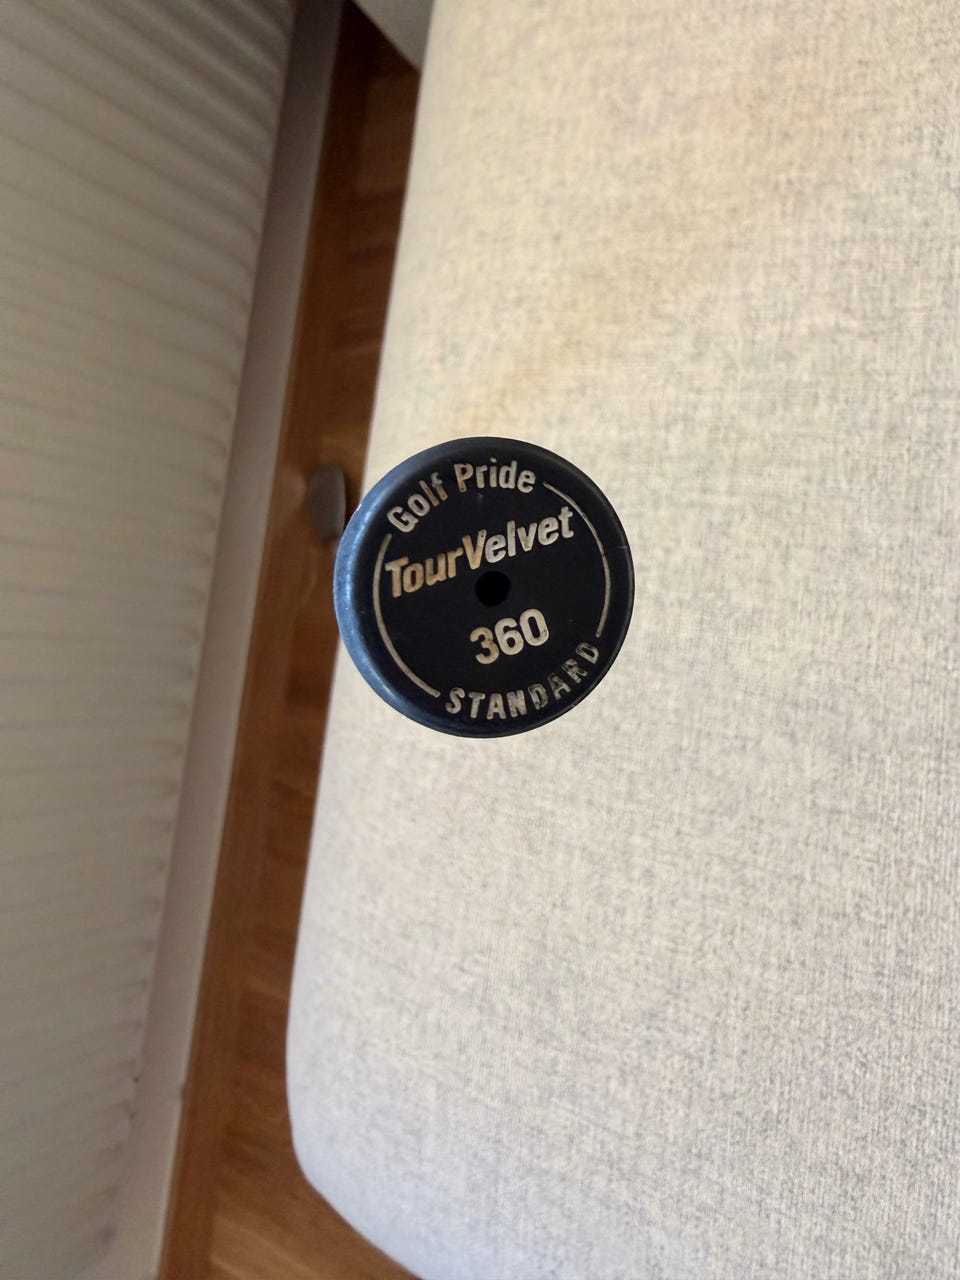 Golf Pride
TourVelvet
360
STANDARD